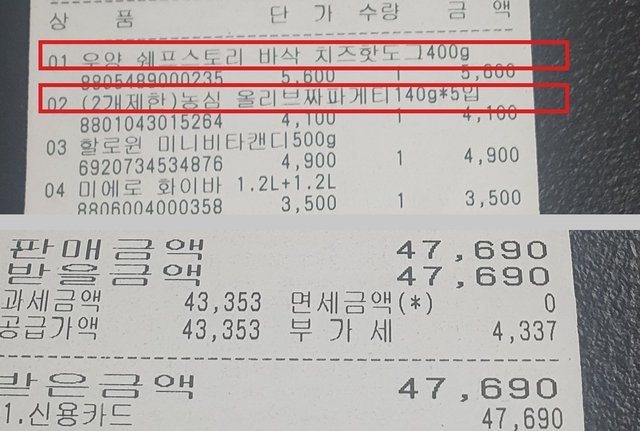 상 품 단 가 수량 금 액
01 우양 쉐프스토리 바삭 치즈핫도그400g
8805489000235 5,600 1 5,600
02 (2개제한)농심 올리브짜파게티140g*5입
8801043015264 4,100 1 4,100
03 할로윈 미니비타캔디500g
6920734534876 4,900 1 4,900
04 미에로 화이바 1.2L+1.2L
8806004000358 3,500 1 3,500
판매금액 47,690
받을금액 47,690
과세금액 43,353 면세금액(*) 0
공급가액 43,353 부 가 세 4,337
받은금액 47,690
1.신용카드 47,690